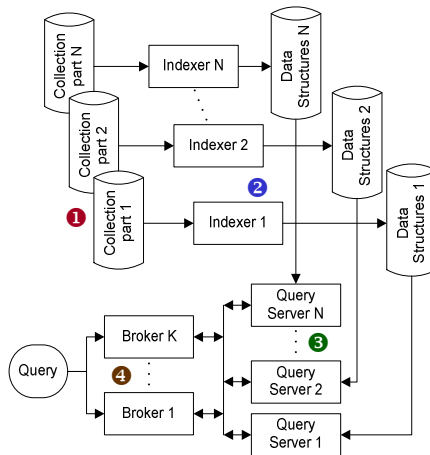 Collection
part N
Indexer N
Data
Structures N
Collection
part 2
Indexer 2
Data
Structures 2
2
1
Collection
part 1
Indexer 1
Data
Structures 1
Query
Server N
Broker K
3
Query
4
Query
Server 2
Broker 1
Query
Server 1